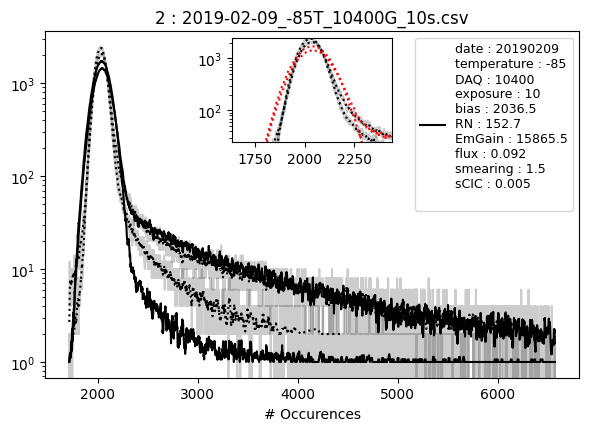 2 : 2019-02-09_-85T_10400G_10s.csv
10³
10²
10¹
10⁰
10³
10²
1750
2000
2250
date : 20190209
temperature : -85
DAQ : 10400
exposure : 10
bias : 2036.5
RN : 152.7
EmGain : 15865.5
flux : 0.092
smearing : 1.5
sCIC : 0.005
2000
3000
4000
5000
6000
# Occurences